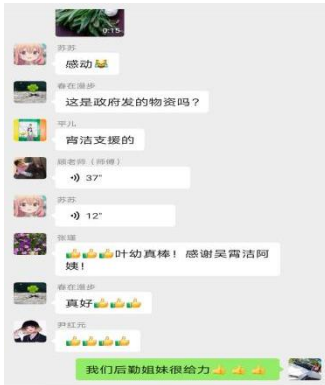 0:15
苏苏
感动😂
春在漫步
这是政府发的物资吗？
平儿
宵洁支援的
顾老师（师傅）
37"
苏苏
12"
张瑾
👍👍👍叶幼真棒！感谢吴霄洁阿
姨！
春在漫步
真好👍👍👍
尹红元
👍👍👍👍
我们后勤姐妹很给力👍👍👍